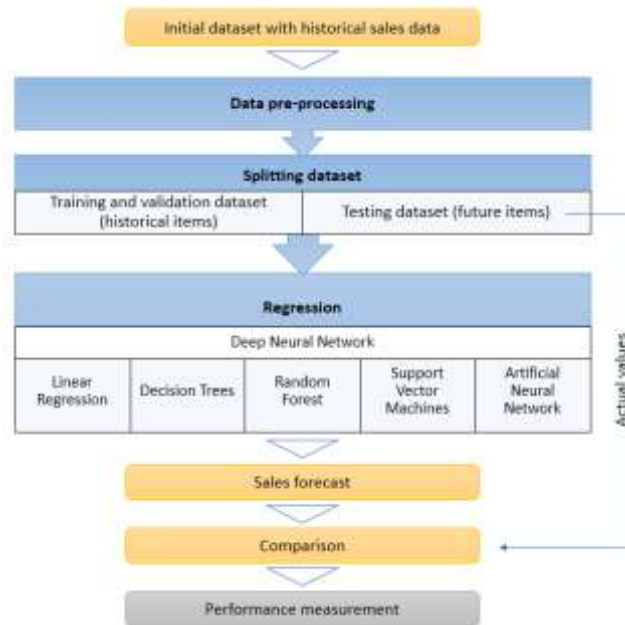 Initial dataset with historical sales data
Data pre-processing
Splitting dataset
Training and validation dataset
(historical items)
Testing dataset (future items)
Regression
Deep Neural Network
Linear
Regression
Decision Trees
Random
Forest
Support
Vector
Machines
Artificial
Neural
Network
Actual values
Sales forecast
Comparison
Performance measurement